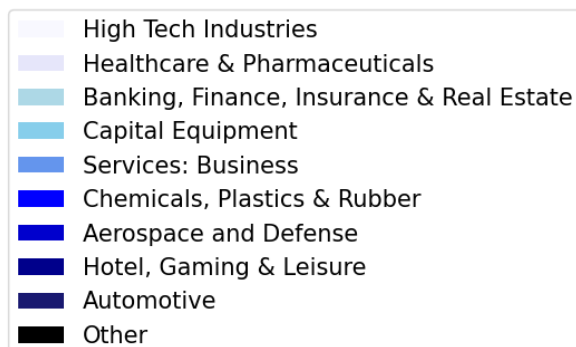 High Tech Industries
Healthcare & Pharmaceuticals
Banking, Finance, Insurance & Real Estate
Capital Equipment
Services: Business
Chemicals, Plastics & Rubber
Aerospace and Defense
Hotel, Gaming & Leisure
Automotive
Other